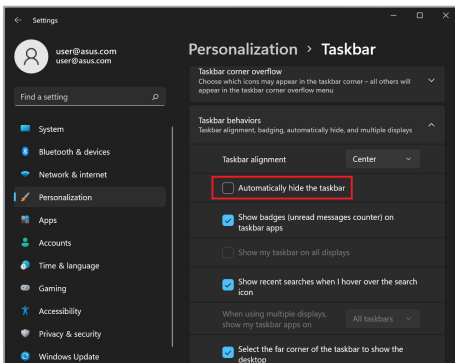 Settings
user@asus.com
user@asus.com
Find a setting
System
Bluetooth & devices
Network & internet
Personalization
Apps
Accounts
Time & language
Gaming
Accessibility
Privacy & security
Windows Update
Personalization > Taskbar
Taskbar corner overflow
Choose which icons may appear in the taskbar corner – all others will
appear in the taskbar corner overflow menu
Taskbar behaviors
Taskbar alignment, badging, automatically hide, and multiple displays
Taskbar alignment
Center
Automatically hide the taskbar
Show badges (unread messages counter) on
taskbar apps
Show my taskbar on all displays
Show recent searches when I hover over the search
icon
When using multiple displays,
show my taskbar apps on
All taskbars
Select the far corner of the taskbar to show the
desktop